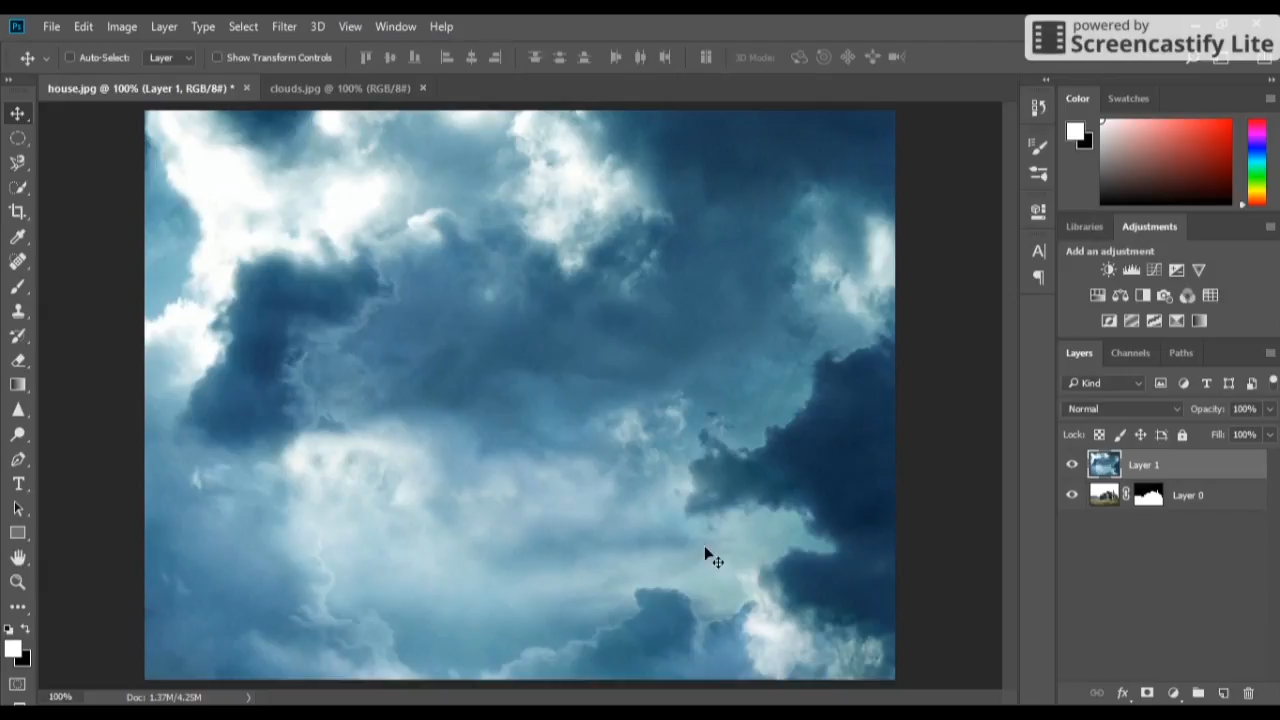 powered by
Screencastify Lite
Ps File Edit Image Layer Type Select Filter 3D View Window Help
Auto-Select: Layer Show Transform Controls 3D Mode:
house.jpg @ 100% (Layer 1, RGB/8#) * × clouds.jpg @ 100% (RGB/8#) ×
Color Swatches
Libraries Adjustments
Add an adjustment
Layers Channels Paths
Kind
Normal Opacity: 100%
Lock: Fill: 100%
Layer 1
Layer 0
fx
100% Doc: 1.37M/4.25M